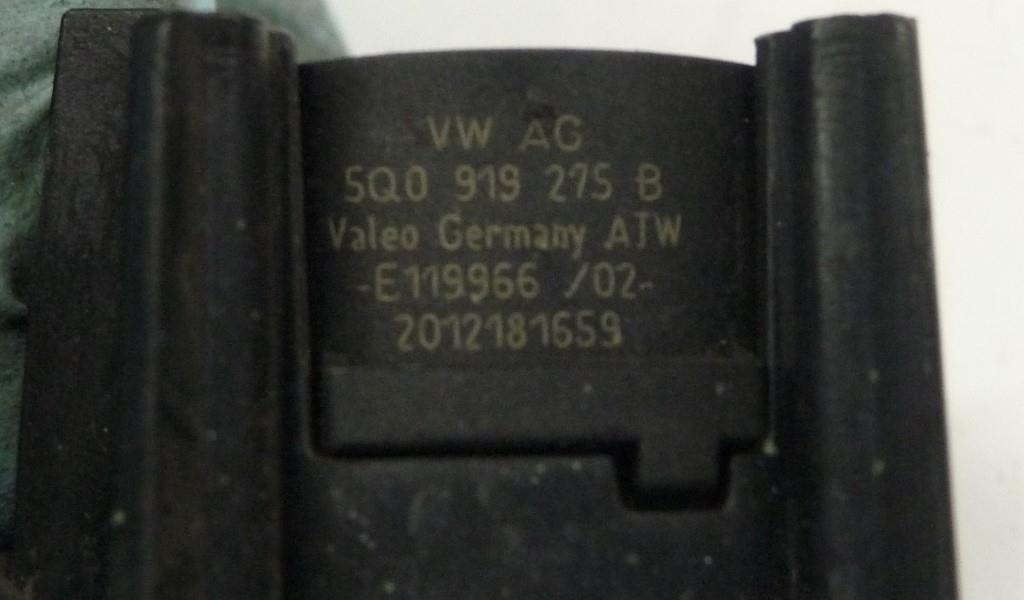 VW AG
5Q0 919 275 B
Valeo Germany ATW
-E119966 /02-
2012181659